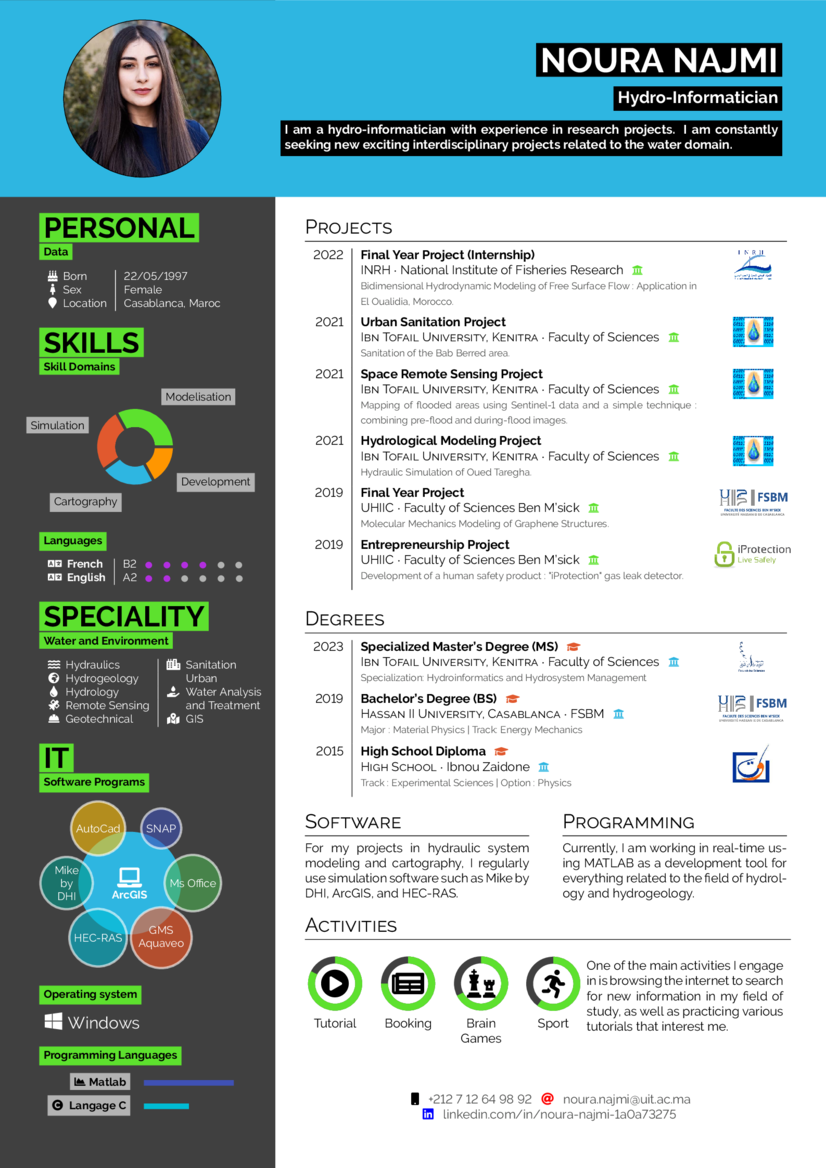 NOURA NAJMI
Hydro-Informatician
I am a hydro-informatician with experience in research projects. I am constantly
seeking new exciting interdisciplinary projects related to the water domain.
PERSONAL
Data
Born 22/05/1997
Sex Female
Location Casablanca, Maroc
SKILLS
Skill Domains
Modelisation
Simulation
Development
Cartography
Languages
French B2
English A2
SPECIALITY
Water and Environment
Hydraulics
Hydrogeology
Hydrology
Remote Sensing
Geotechnical
Sanitation
Urban
Water Analysis
and Treatment
GIS
IT
Software Programs
AutoCad
SNAP
Mike
by
DHI
ArcGIS
Ms Office
HEC-RAS
GMS
Aquaveo
Operating system
Windows
Programming Languages
Matlab
Langage C
PROJECTS
2022 Final Year Project (Internship)
INRH · National Institute of Fisheries Research
Bidimensional Hydrodynamic Modeling of Free Surface Flow : Application in
El Oualidia, Morocco.
INRH
2021 Urban Sanitation Project
IBN TOFAIL UNIVERSITY, KENITRA · Faculty of Sciences
Sanitation of the Bab Berred area.
2021 Space Remote Sensing Project
IBN TOFAIL UNIVERSITY, KENITRA · Faculty of Sciences
Mapping of flooded areas using Sentinel-1 data and a simple technique :
combining pre-flood and during-flood images.
2021 Hydrological Modeling Project
IBN TOFAIL UNIVERSITY, KENITRA · Faculty of Sciences
Hydraulic Simulation of Oued Taregha.
2019 Final Year Project
UHIIC · Faculty of Sciences Ben M'sick
Molecular Mechanics Modeling of Graphene Structures.
FSBM
2019 Entrepreneurship Project
UHIIC · Faculty of Sciences Ben M'sick
Development of a human safety product : "iProtection" gas leak detector.
iProtection
Live Safely
DEGREES
2023 Specialized Master's Degree (MS)
IBN TOFAIL UNIVERSITY, KENITRA · Faculty of Sciences
Specialization: Hydroinformatics and Hydrosystem Management
2019 Bachelor's Degree (BS)
HASSAN II UNIVERSITY, CASABLANCA · FSBM
Major : Material Physics | Track: Energy Mechanics
FSBM
2015 High School Diploma
HIGH SCHOOL · Ibnou Zaidone
Track : Experimental Sciences | Option : Physics
SOFTWARE
For my projects in hydraulic system
modeling and cartography, I regularly
use simulation software such as Mike by
DHI, ArcGIS, and HEC-RAS.
PROGRAMMING
Currently, I am working in real-time us-
ing MATLAB as a development tool for
everything related to the field of hydrol-
ogy and hydrogeology.
ACTIVITIES
Tutorial
Booking
Brain
Games
Sport
One of the main activities I engage
in is browsing the internet to search
for new information in my field of
study, as well as practicing various
tutorials that interest me.
+212 7 12 64 98 92 noura.najmi@uit.ac.ma
linkedin.com/in/noura-najmi-1a0a73275